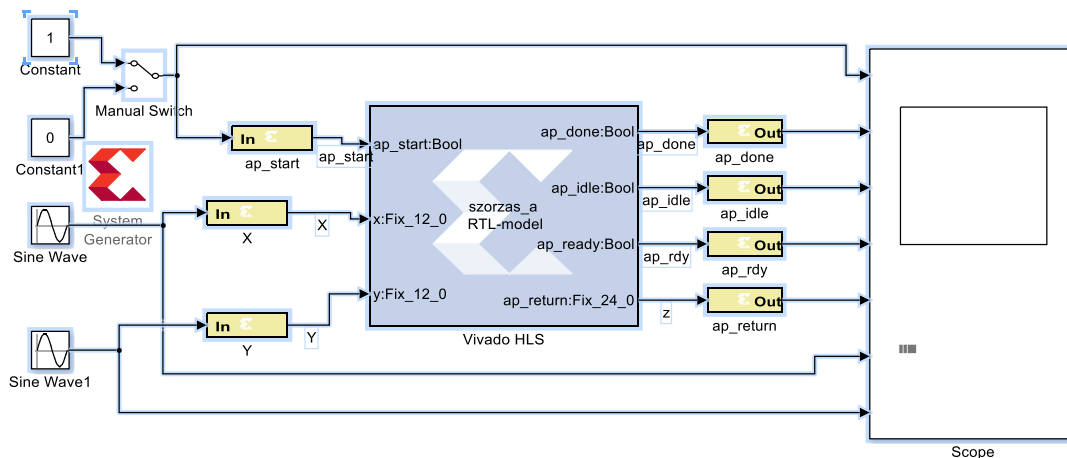 1
Constant
Manual Switch
0
Constant1
System
Generator
Sine Wave
Sine Wave1
In
ap_start
ap_start
In
X
X
In
Y
Y
ap_start:Bool
x:Fix_12_0
y:Fix_12_0
szorzas_a
RTL-model
ap_done:Bool
ap_idle:Bool
ap_ready:Bool
ap_return:Fix_24_0
Vivado HLS
ap_done
Out
ap_done
ap_idle
Out
ap_idle
ap_rdy
Out
ap_rdy
z
Out
ap_return
Scope